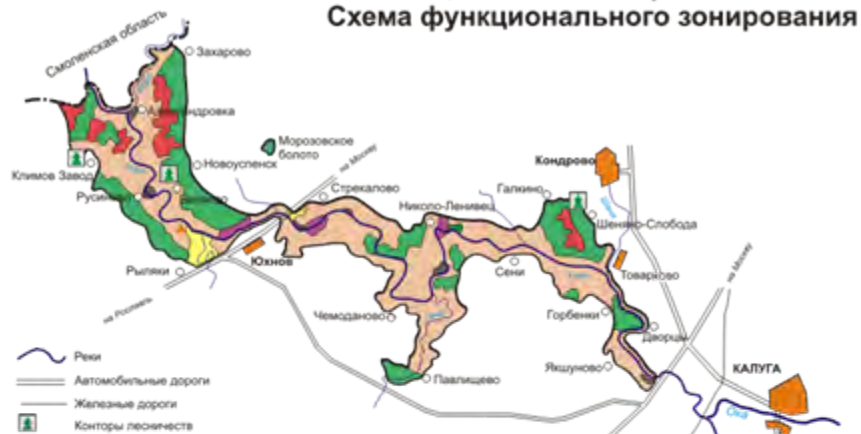 Схема функционального зонирования
Смоленская область
Захарово
Александровка
Морозовское
болото
на Москву
Кондрово
Климов Завод
Новоуспенск
Стрекалово
Галкино
Николо-Ленивец
Шеняно-Слобода
Рыляки
Юхнов
Сени
Товарково
на Москву
на Рославль
Чемоданово
Горбенки
Дворцы
Реки
Якшуново
КАЛУГА
Автомобильные дороги
Павлищево
Железные дороги
Ока
Конторы лесничеств